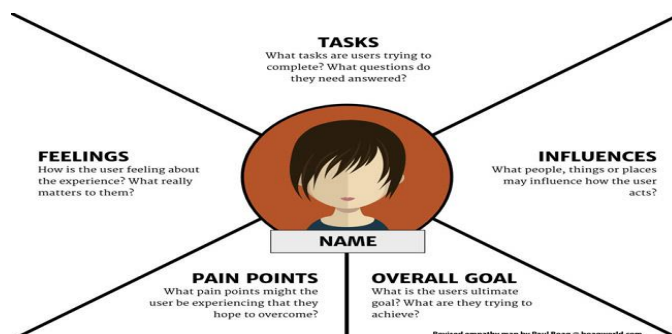 TASKS
What tasks are users trying to
complete? What questions do
they need answered?
FEELINGS
How is the user feeling about
the experience? What really
matters to them?
INFLUENCES
What people, things or places
may influence how the user
acts?
NAME
PAIN POINTS
What pain points might the
user be experiencing that they
hope to overcome?
OVERALL GOAL
What is the users ultimate
goal? What are they trying to
achieve?
Revised empathy map by Paul Boag @ boagworld.com